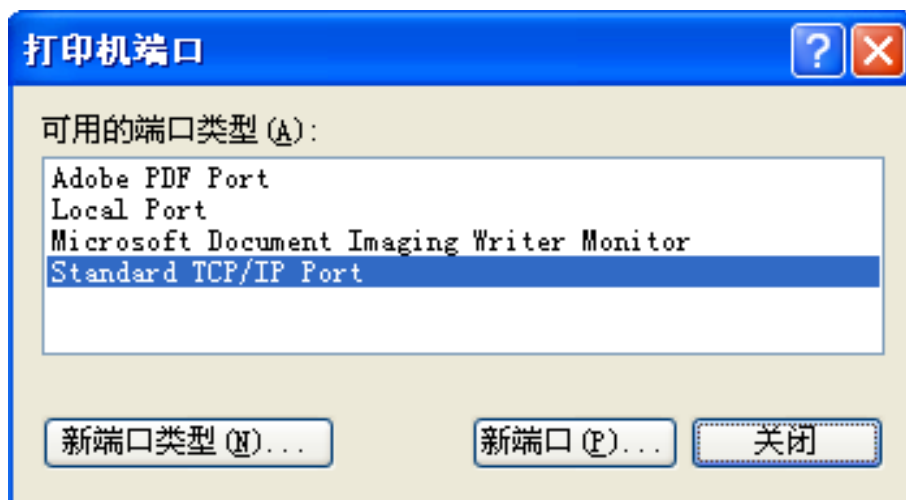 打印机端口
可用的端口类型(A):
Adobe PDF Port
Local Port
Microsoft Document Imaging Writer Monitor
Standard TCP/IP Port
新端口类型(N)... 新端口(P)... 关闭